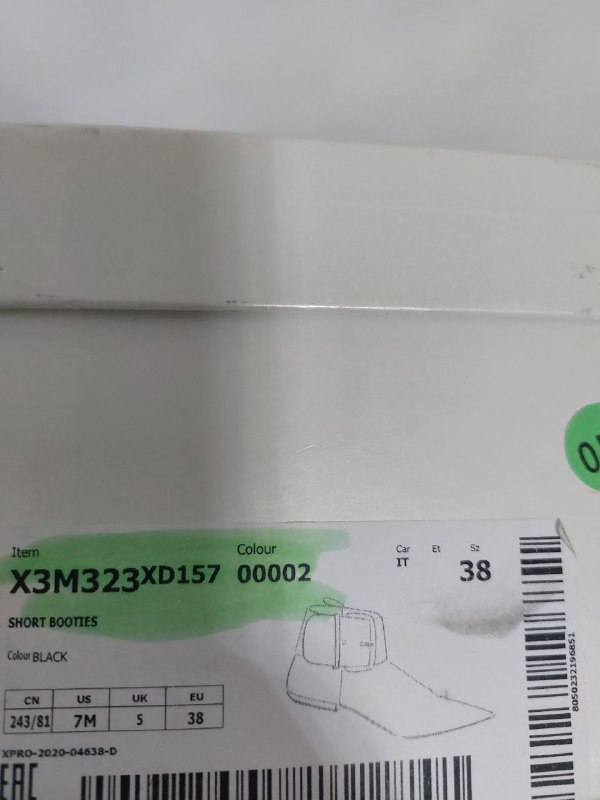 Item Colour Car Et Sz
X3M323XD157 00002 IT 38
SHORT BOOTIES
Colour BLACK
CN US UK EU
243/81 7M 5 38
XPRO-2020-04638-D
EAC
8050232196851